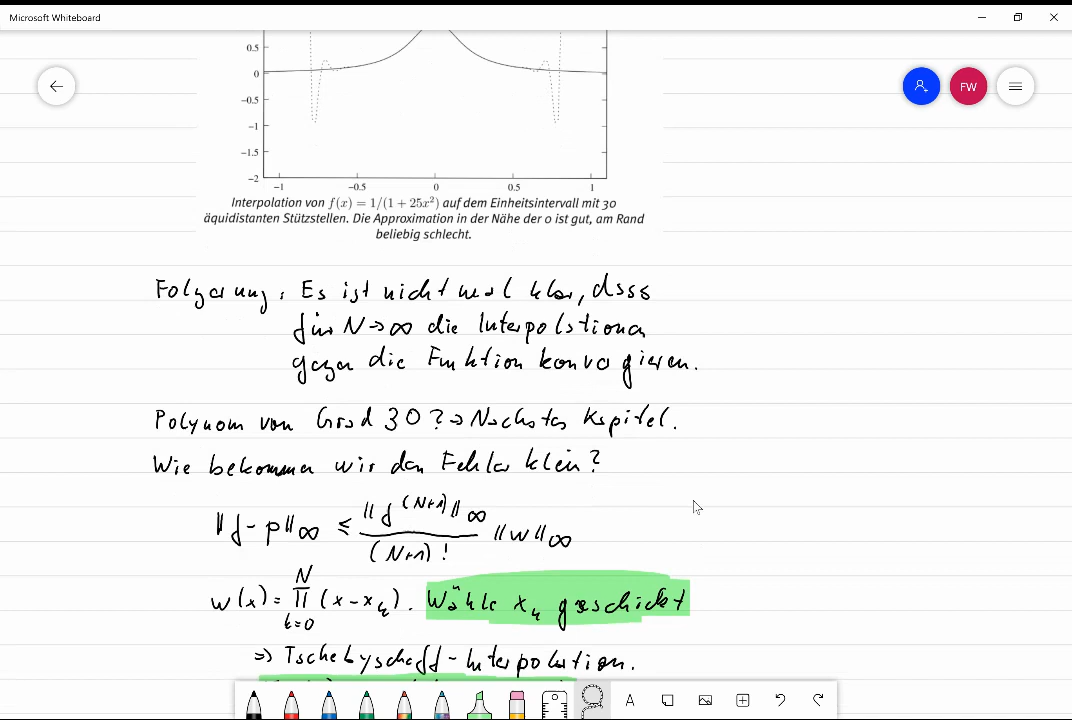 Microsoft Whiteboard
FW
0.5
0
−0.5
−1
−1.5
−2
−1 −0.5 0 0.5 1
Interpolation von f(x) = 1/(1 + 25x²) auf dem Einheitsintervall mit 30
äquidistanten Stützstellen. Die Approximation in der Nähe der 0 ist gut, am Rand
beliebig schlecht.
Folgerung: Es ist nicht mal klar, dass
für N→∞ die Interpolationen
gegen die Funktion konvergieren.
Polynom von Grad 30? → Nächstes Kapitel.
Wie bekommen wir den Fehler klein?
‖f-p‖∞ ≤ ‖f^(N+1)‖∞ / (N+1)! ‖w‖∞
w(x) = ∏_{k=0}^{N} (x-x_k). Wähle x_k geschickt
⇒ Tschebyscheff-Interpolation.
A